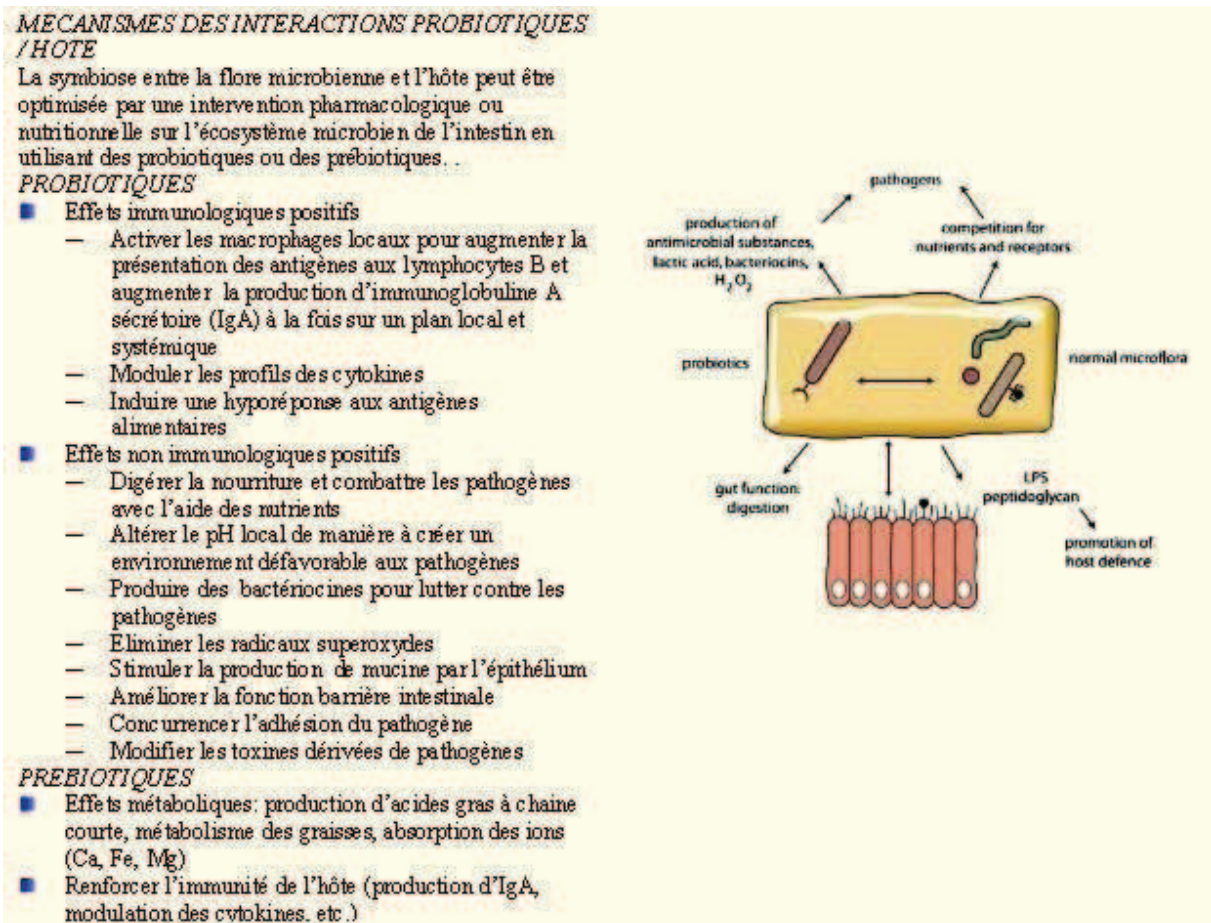 MECANISMES DES INTERACTIONS PROBIOTIQUES
/ HOTE
La symbiose entre la flore microbienne et l'hôte peut être
optimisée par une intervention pharmacologique ou
nutritionnelle sur l'écosystème microbien de l'intestin en
utilisant des probiotiques ou des prébiotiques. .
PROBIOTIQUES
Effets immunologiques positifs
— Activer les macrophages locaux pour augmenter la
présentation des antigènes aux lymphocytes B et
augmenter la production d'immunoglobuline A
sécrétoire (IgA) à la fois sur un plan local et
systémique
— Moduler les profils des cytokines
— Induire une hyporéponse aux antigènes
alimentaires
Effets non immunologiques positifs
— Digérer la nourriture et combattre les pathogènes
avec l'aide des nutrients
— Altérer le pH local de manière à créer un
environnement défavorable aux pathogènes
— Produire des bactériocines pour lutter contre les
pathogènes
— Eliminer les radicaux superoxydes
— Stimuler la production de mucine par l'épithélium
— Améliorer la fonction barrière intestinale
— Concurrencer l'adhésion du pathogène
— Modifier les toxines dérivées de pathogènes
PREBIOTIQUES
Effets métaboliques: production d'acides gras à chaine
courte, métabolisme des graisses, absorption des ions
(Ca, Fe, Mg)
Renforcer l'immunité de l'hôte (production d'IgA,
modulation des cytokines, etc.)
pathogens
production of
antimicrobial substances,
lactic acid, bacteriocins,
H2O2
competition for
nutrients and receptors
probiotics
normal microflora
gut function:
digestion
LPS
peptidoglycan
promotion of
host defence